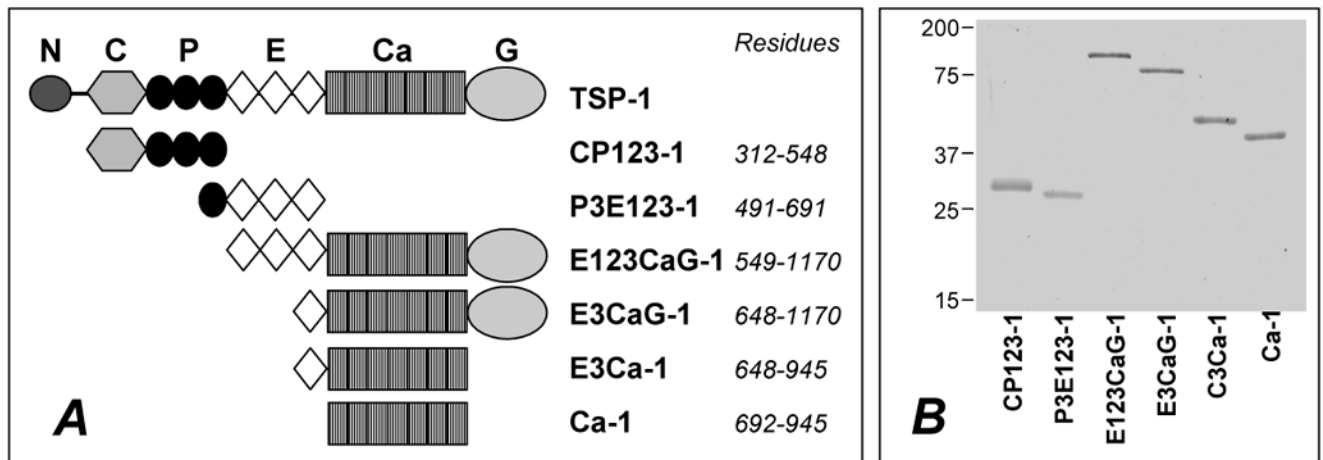 N C P E Ca G Residues
TSP-1
CP123-1 312-548
P3E123-1 491-691
E123CaG-1 549-1170
E3CaG-1 648-1170
E3Ca-1 648-945
Ca-1 692-945
A
200
75
37
25
15
CP123-1
P3E123-1
E123CaG-1
E3CaG-1
C3Ca-1
Ca-1
B